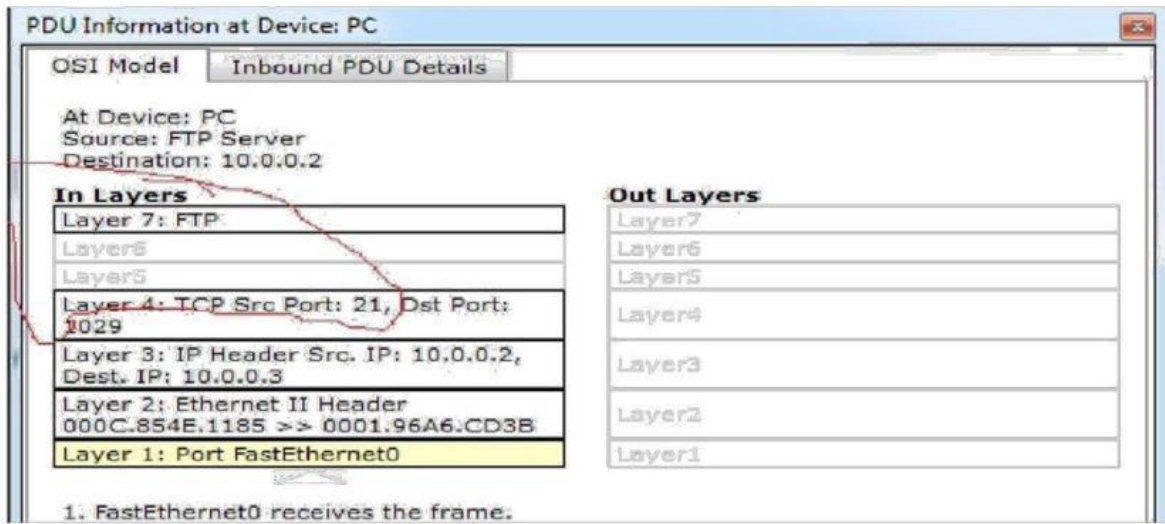 PDU Information at Device: PC
OSI Model
Inbound PDU Details
At Device: PC
Source: FTP Server
Destination: 10.0.0.2
In Layers
Layer 7: FTP
Layer6
Layer5
Layer 4: TCP Src Port: 21, Dst Port:
1029
Layer 3: IP Header Src. IP: 10.0.0.2,
Dest. IP: 10.0.0.3
Layer 2: Ethernet II Header
000C.854E.1185 >> 0001.96A6.CD3B
Layer 1: Port FastEthernet0
Out Layers
Layer7
Layer6
Layer5
Layer4
Layer3
Layer2
Layer1
1. FastEthernet0 receives the frame.